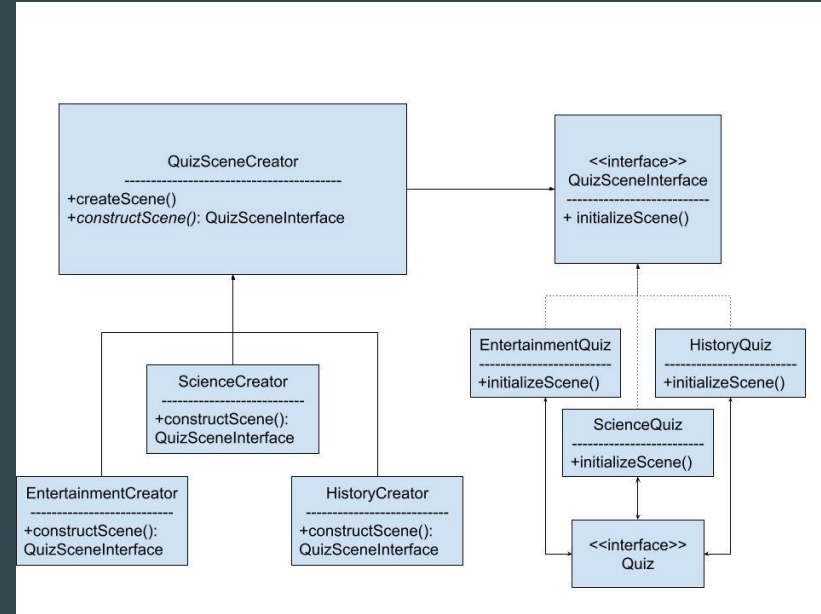 QuizSceneCreator
+createScene()
+constructScene(): QuizSceneInterface
<<interface>>
QuizSceneInterface
+ initializeScene()
EntertainmentQuiz
+initializeScene()
HistoryQuiz
+initializeScene()
ScienceCreator
+constructScene():
QuizSceneInterface
ScienceQuiz
+initializeScene()
EntertainmentCreator
+constructScene():
QuizSceneInterface
HistoryCreator
+constructScene():
QuizSceneInterface
<<interface>>
Quiz